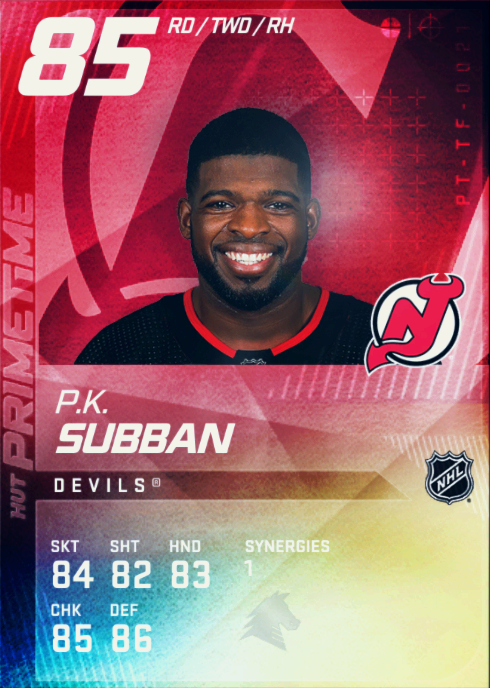 85
RD / TWD / RH
PT-TF-0021
HUT PRIMETIME
P.K.
SUBBAN
DEVILS®
NHL
SKT SHT HND SYNERGIES
84 82 83 1
CHK DEF
85 86